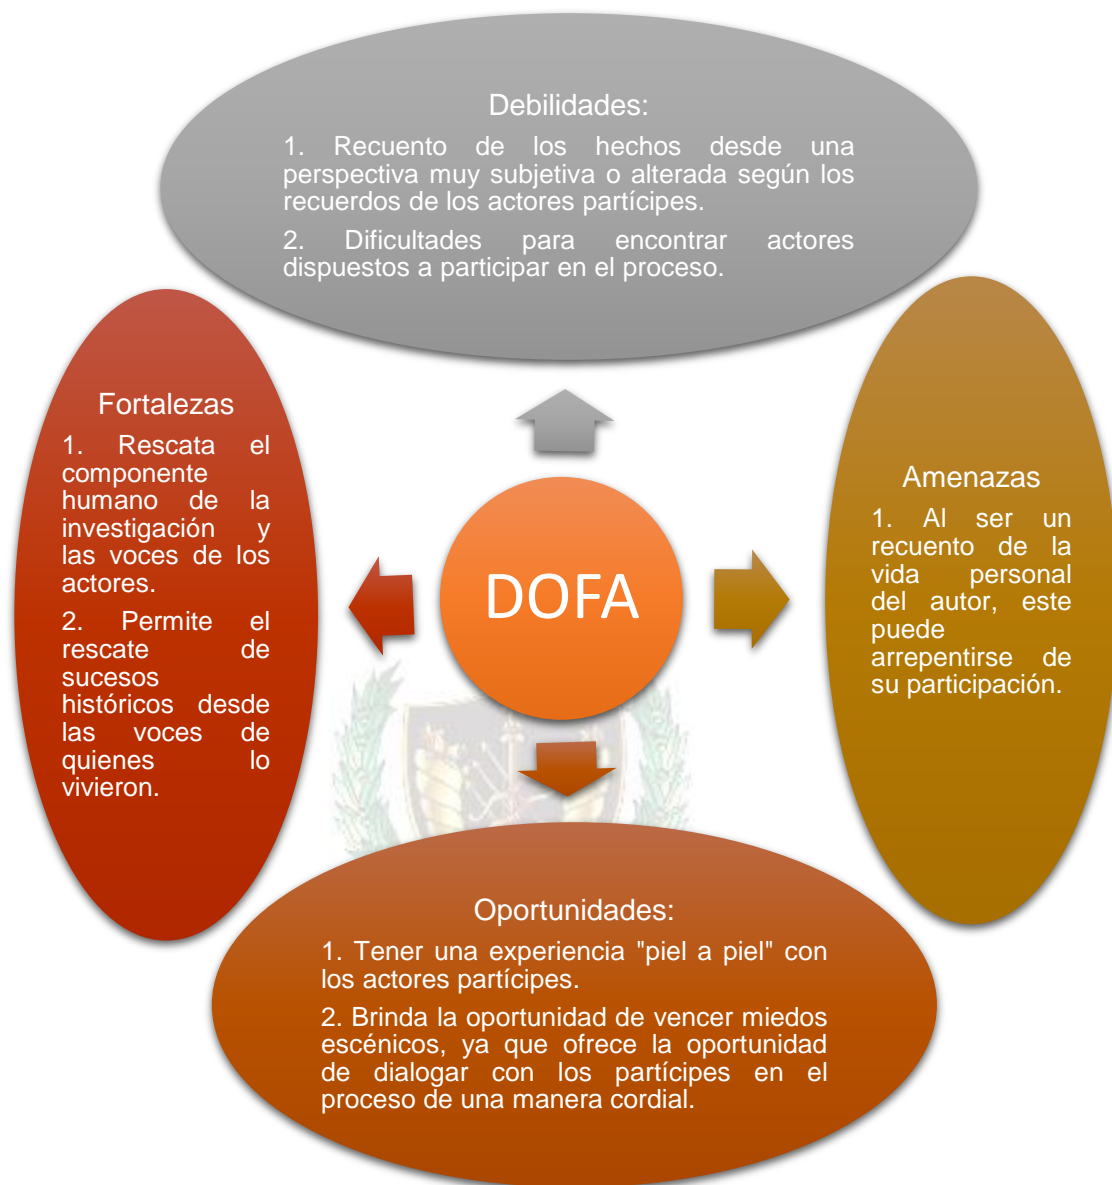 Debilidades:
1. Recuento de los hechos desde una
perspectiva muy subjetiva o alterada según los
recuerdos de los actores partícipes.
2. Dificultades para encontrar actores
dispuestos a participar en el proceso.
Fortalezas
1. Rescata el
componente
humano de la
investigación y
las voces de los
actores.
2. Permite el
rescate de
sucesos
históricos desde
las voces de
quienes lo
vivieron.
DOFA
Amenazas
1. Al ser un
recuento de la
vida personal
del autor, este
puede
arrepentirse de
su participación.
Oportunidades:
1. Tener una experiencia "piel a piel" con
los actores partícipes.
2. Brinda la oportunidad de vencer miedos
escénicos, ya que ofrece la oportunidad
de dialogar con los partícipes en el
proceso de una manera cordial.